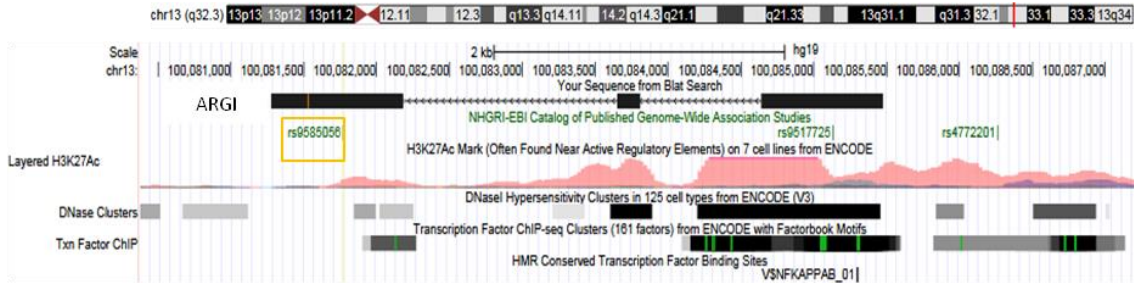 chr13 (q32.3) 13p13 13p12 13p11.2 12.11 12.3 q13.3 q14.11 14.2 q14.3 q21.1 q21.33 13q31.1 q31.3 32.1 33.1 33.3 13q34
Scale 2 kb hg19
chr13: 100,081,000 100,081,500 100,082,000 100,082,500 100,083,000 100,083,500 100,084,000 100,084,500 100,085,000 100,085,500 100,086,000 100,086,500 100,087,000
Your Sequence from Blat Search
ARGI
NHGRI-EBI Catalog of Published Genome-Wide Association Studies
rs9585056 rs9517725 rs4772201
H3K27Ac Mark (Often Found Near Active Regulatory Elements) on 7 cell lines from ENCODE
Layered H3K27Ac
DNaseI Hypersensitivity Clusters in 125 cell types from ENCODE (V3)
DNase Clusters
Transcription Factor ChIP-seq Clusters (161 factors) from ENCODE with Factorbook Motifs
Txn Factor ChIP
HMR Conserved Transcription Factor Binding Sites
V$NFKAPPAB_01